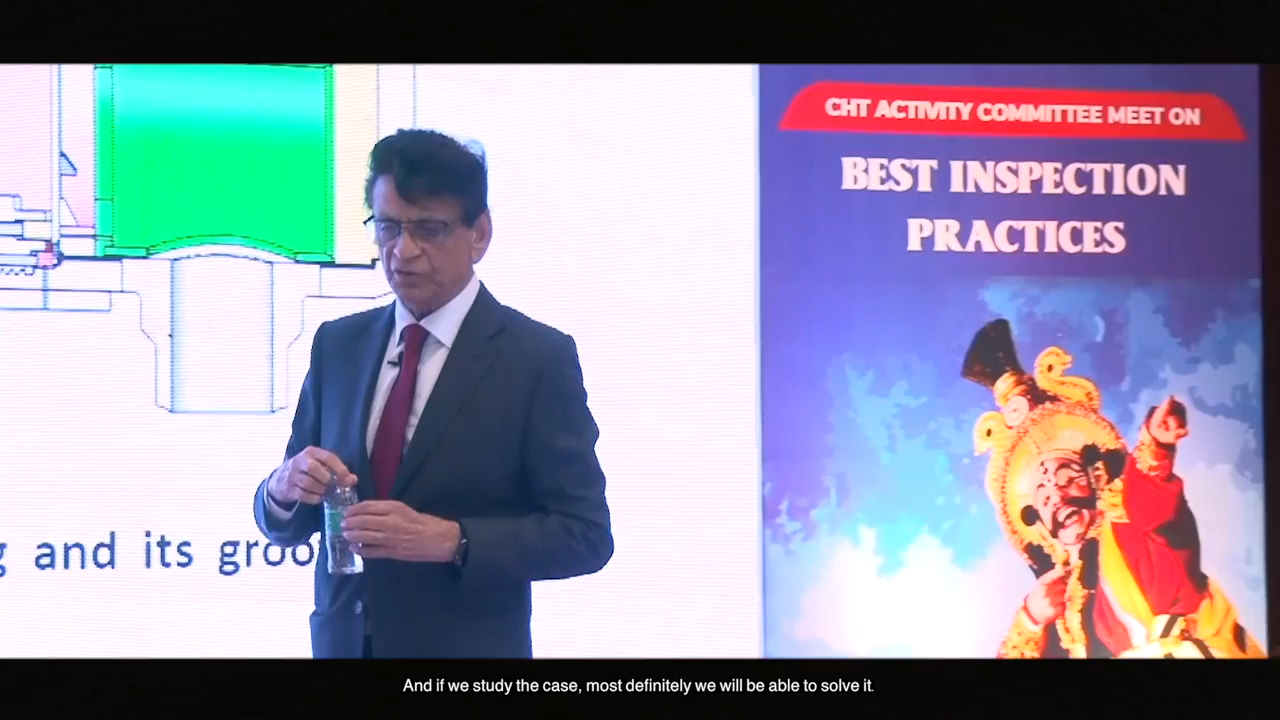 CHT ACTIVITY COMMITTEE MEET ON
BEST INSPECTION
PRACTICES
and its
And if we study the case, most definitely we will be able to solve it.